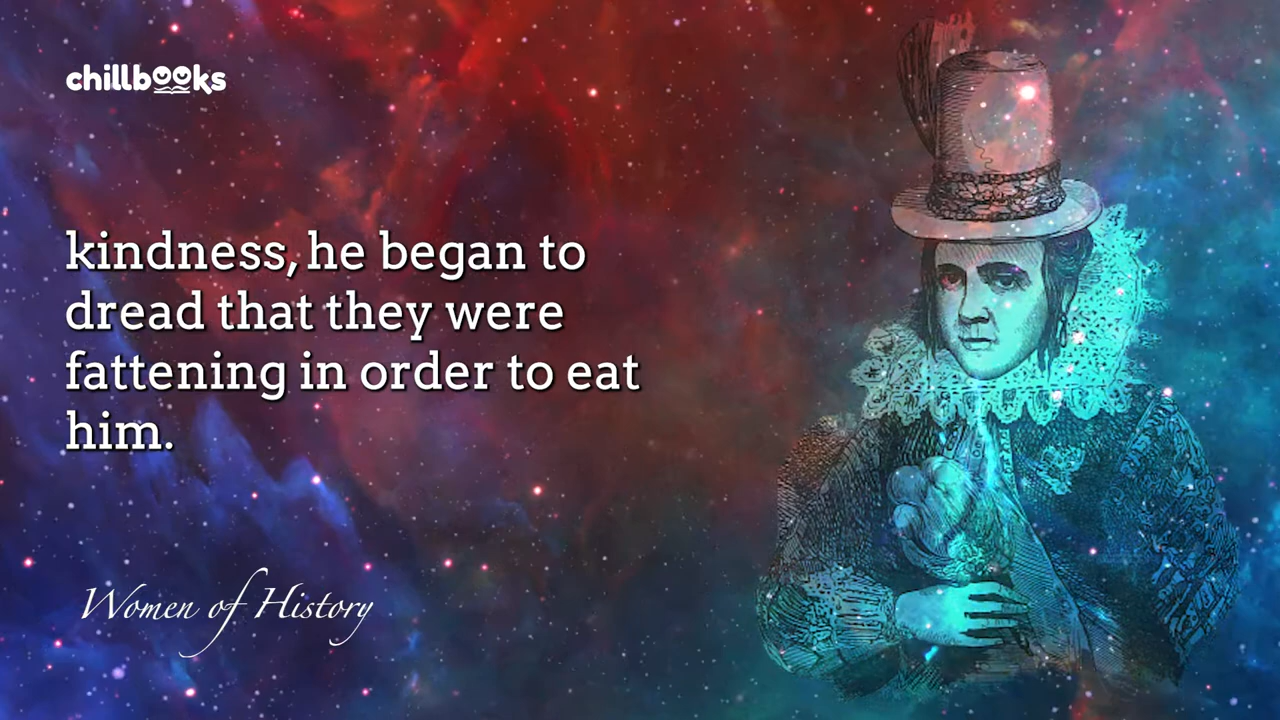 chillbooks
kindness, he began to
dread that they were
fattening in order to eat
him.
Women of History